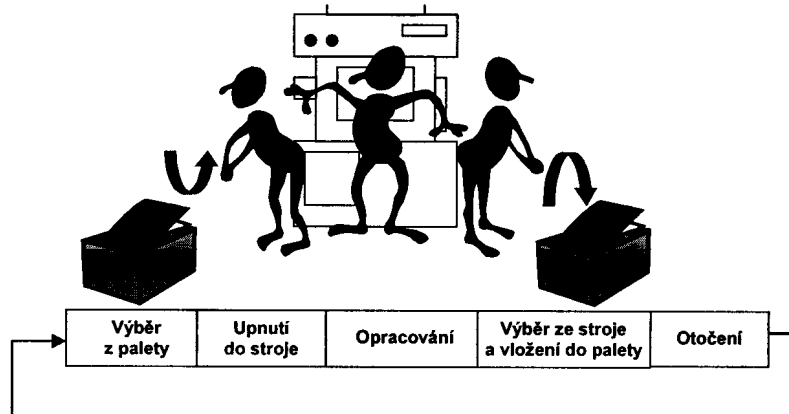 Výběr
z palety
Upnutí
do stroje
Opracování
Výběr ze stroje
a vložení do palety
Otočení